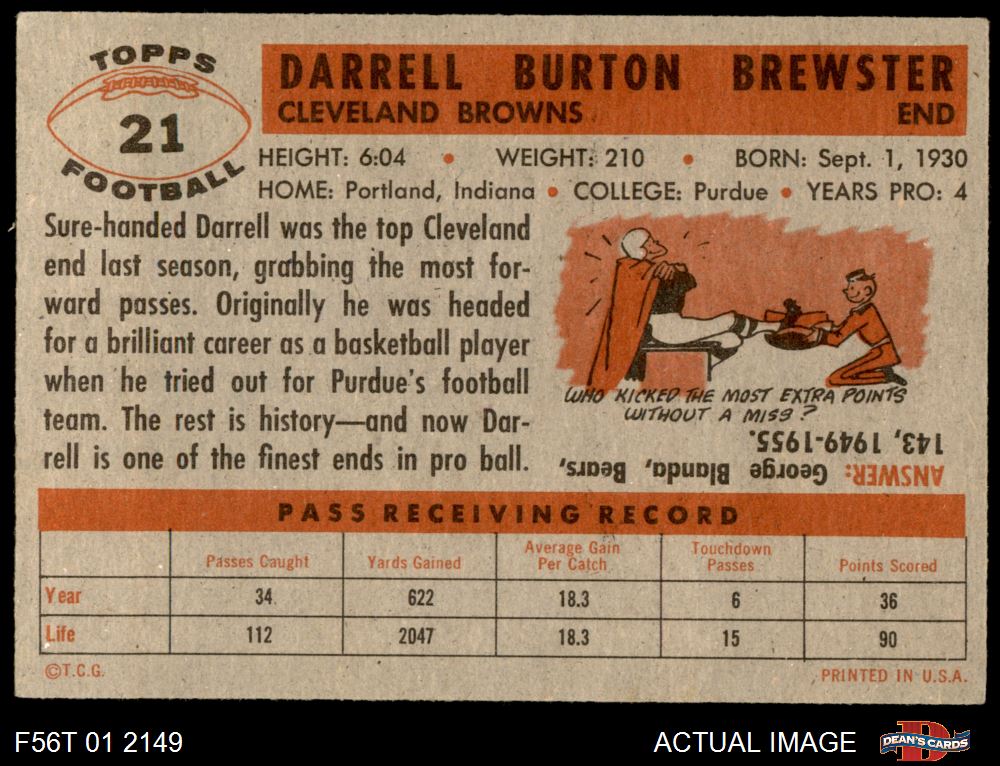 TOPPS
21
FOOTBALL
DARRELL BURTON BREWSTER
CLEVELAND BROWNS END
HEIGHT: 6:04 • WEIGHT: 210 • BORN: Sept. 1, 1930
HOME: Portland, Indiana • COLLEGE: Purdue • YEARS PRO: 4
Sure-handed Darrell was the top Cleveland
end last season, grabbing the most for-
ward passes. Originally he was headed
for a brilliant career as a basketball player
when he tried out for Purdue's football
team. The rest is history—and now Dar-
rell is one of the finest ends in pro ball.
WHO KICKED THE MOST EXTRA POINTS
WITHOUT A MISS?
ANSWER: George Blanda, Bears,
143, 1949-1955.
PASS RECEIVING RECORD
Passes Caught Yards Gained Average Gain Per Catch Touchdown Passes Points Scored
Year 34 622 18.3 6 36
Life 112 2047 18.3 15 90
©T.C.G. PRINTED IN U.S.A.
F56T 01 2149 ACTUAL IMAGE D DEAN'S CARDS